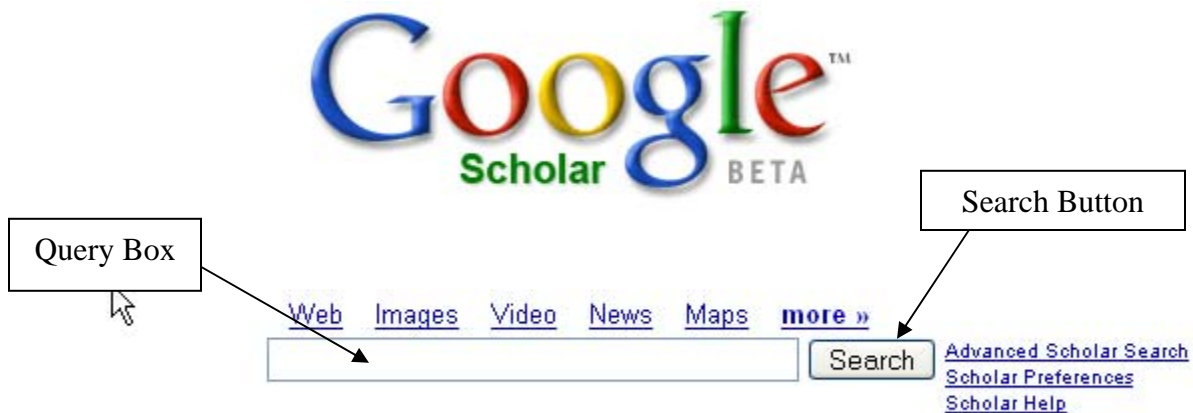 Google™
Scholar BETA
Search Button
Query Box
Web Images Video News Maps more »
Search
Advanced Scholar Search
Scholar Preferences
Scholar Help